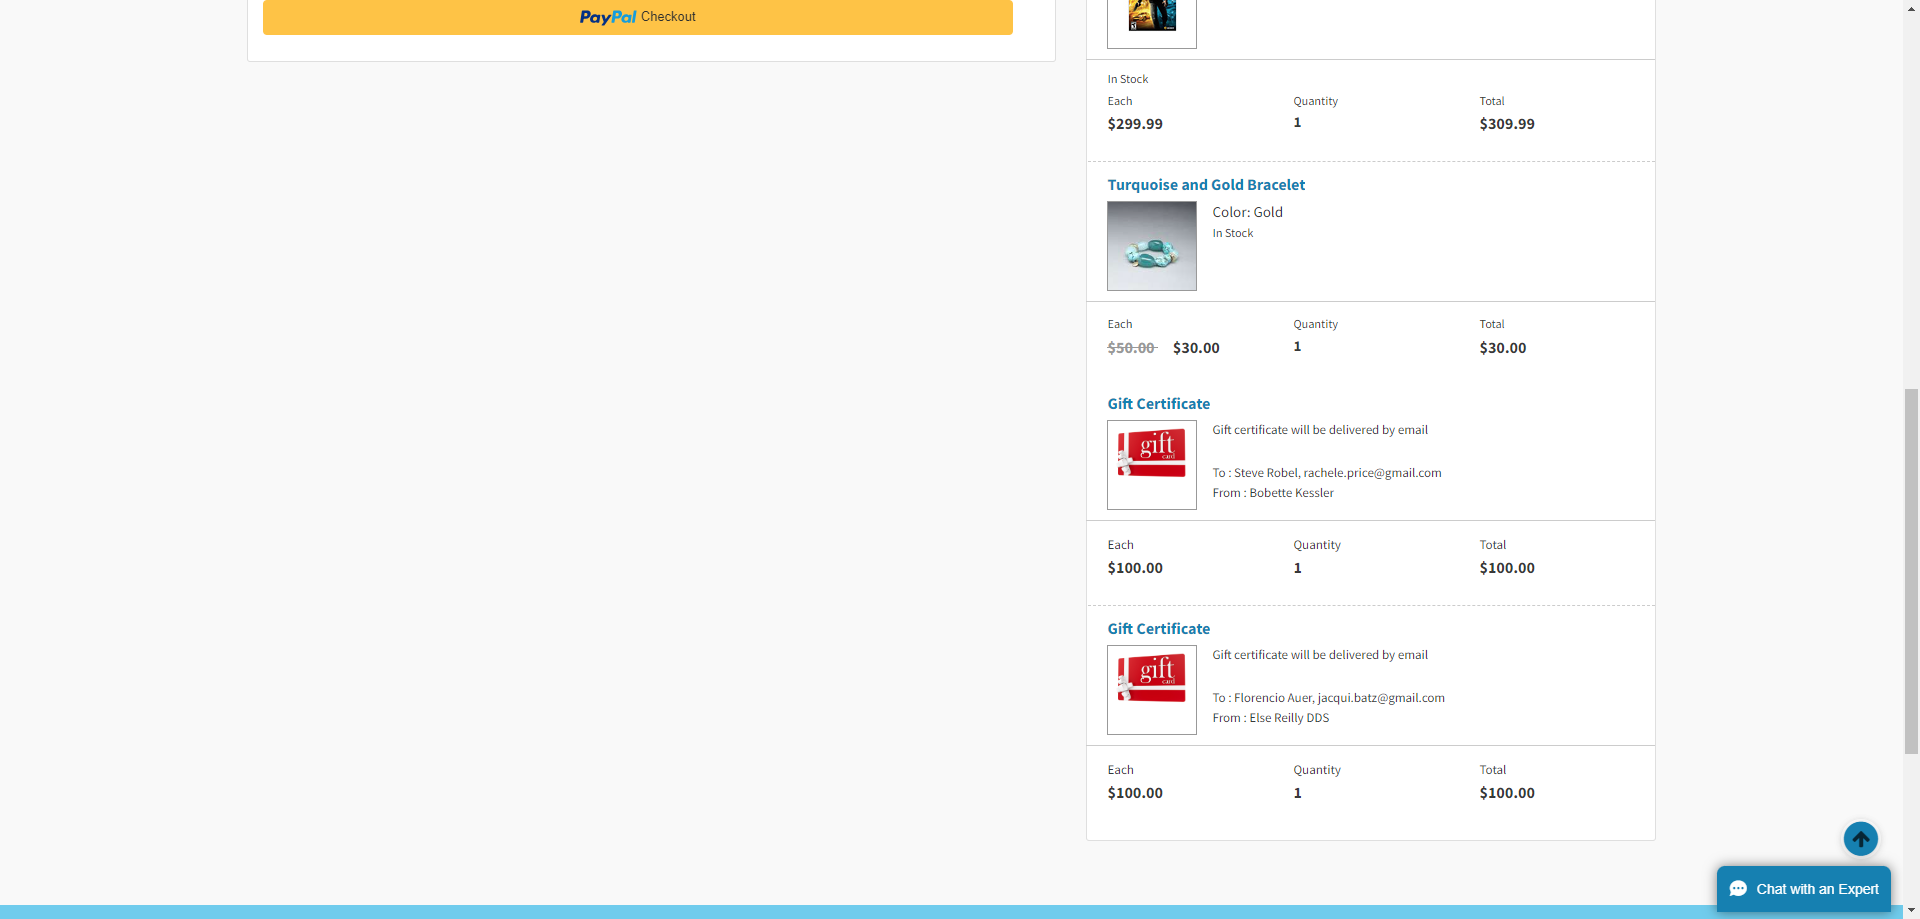 PayPal Checkout
In Stock
Each Quantity Total
$299.99 1 $309.99
Turquoise and Gold Bracelet
Color: Gold
In Stock
Each Quantity Total
$50.00 $30.00 1 $30.00
Gift Certificate
gift
card
Gift certificate will be delivered by email
To : Steve Robel, rachele.price@gmail.com
From : Bobette Kessler
Each Quantity Total
$100.00 1 $100.00
Gift Certificate
gift
card
Gift certificate will be delivered by email
To : Florencio Auer, jacqui.batz@gmail.com
From : Else Reilly DDS
Each Quantity Total
$100.00 1 $100.00
Chat with an Expert